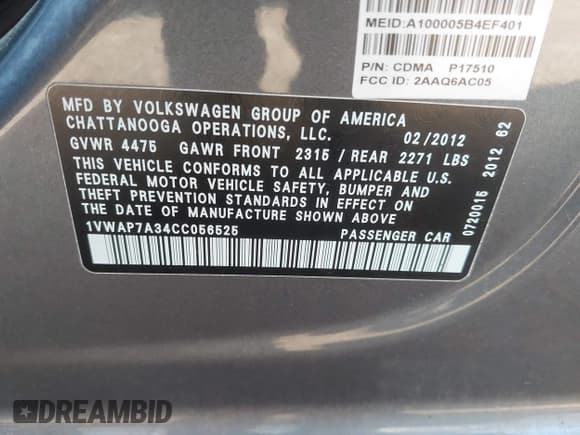 MEID:A100005B4EF401
P/N: CDMA P17510
FCC ID: 2AAQ6AC05
MFD BY VOLKSWAGEN GROUP OF AMERICA
CHATTANOOGA OPERATIONS, LLC. 02/2012
GVWR 4475 GAWR FRONT 2315 / REAR 2271 LBS
THIS VEHICLE CONFORMS TO ALL APPLICABLE U.S.
FEDERAL MOTOR VEHICLE SAFETY, BUMPER AND
THEFT PREVENTION STANDARDS IN EFFECT ON
THE DATE OF MANUFACTURE SHOWN ABOVE.
1VWAP7A34CC056525 PASSENGER CAR
0720015 2012 62
DREAMBID